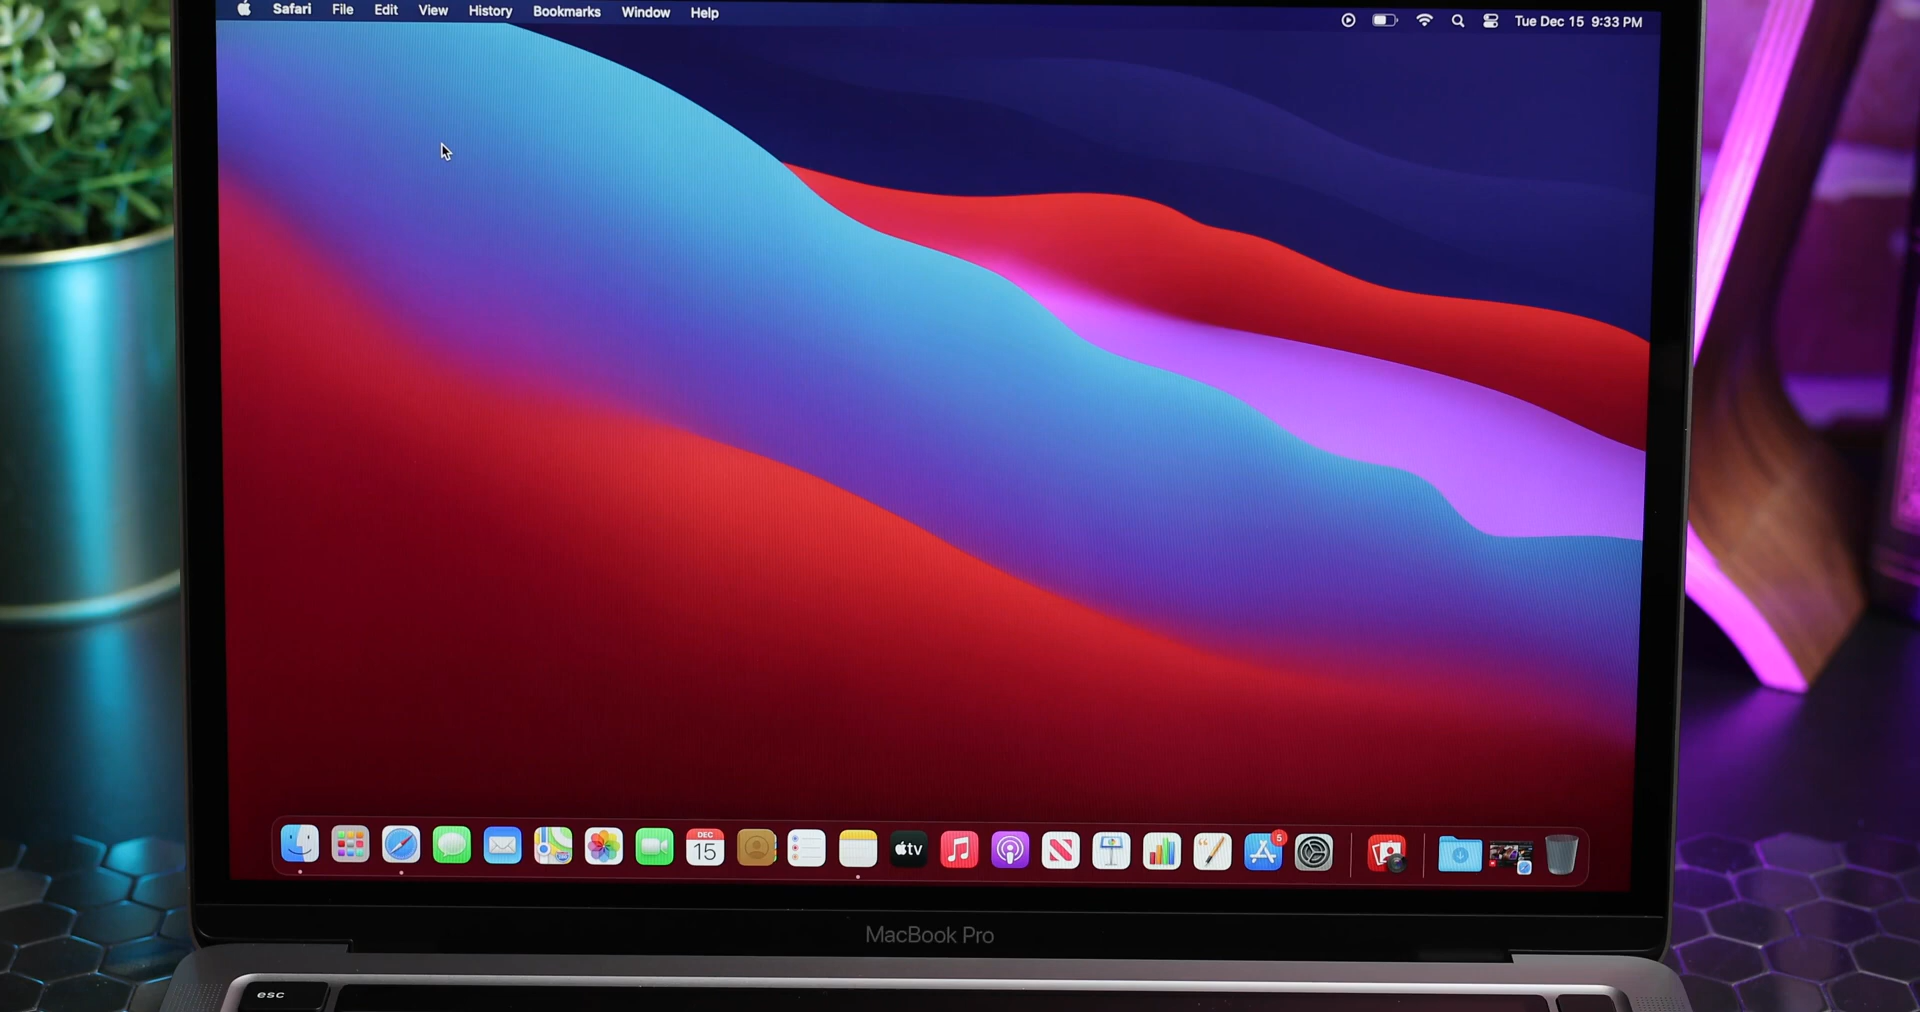 Safari File Edit View History Bookmarks Window Help
Tue Dec 15 9:33 PM
DEC
15
tv
5
MacBook Pro
esc